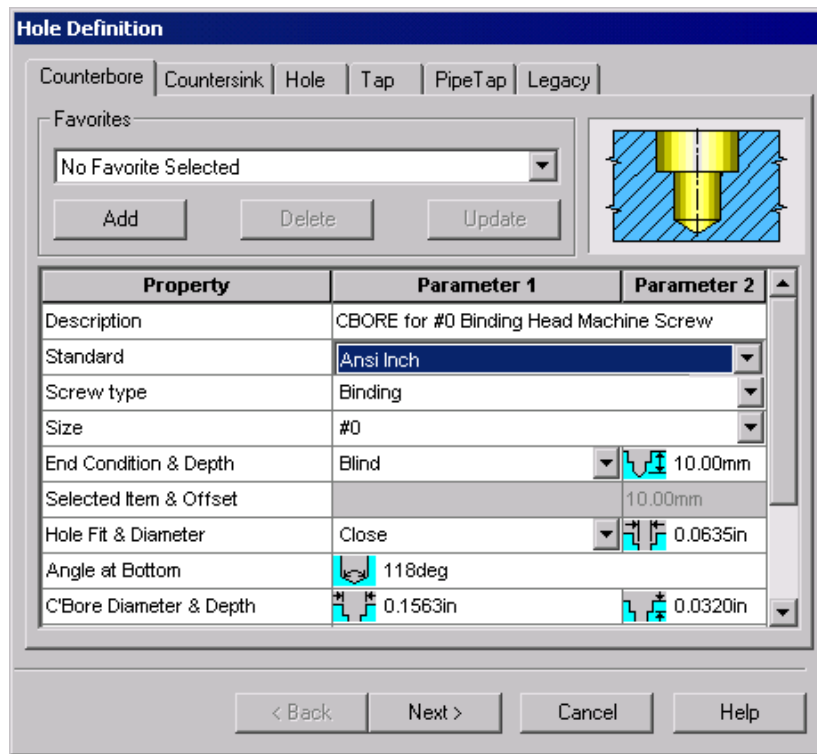 Hole Definition
Counterbore Countersink Hole Tap PipeTap Legacy
Favorites
No Favorite Selected
Add Delete Update
Property Parameter 1 Parameter 2
Description CBORE for #0 Binding Head Machine Screw
Standard Ansi Inch
Screw type Binding
Size #0
End Condition & Depth Blind 10.00mm
Selected Item & Offset 10.00mm
Hole Fit & Diameter Close 0.0635in
Angle at Bottom 118deg
C'Bore Diameter & Depth 0.1563in 0.0320in
< Back Next > Cancel Help